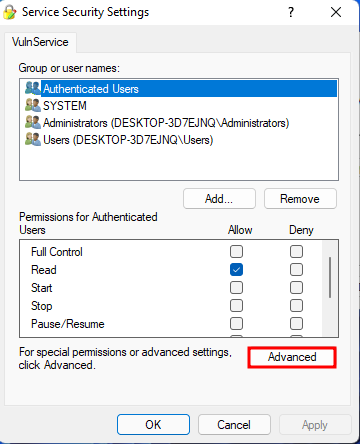 Service Security Settings
VulnService
Group or user names:
Authenticated Users
SYSTEM
Administrators (DESKTOP-3D7EJNQ\Administrators)
Users (DESKTOP-3D7EJNQ\Users)
Add...
Remove
Permissions for Authenticated
Users
Allow
Deny
Full Control
Read
Start
Stop
Pause/Resume
For special permissions or advanced settings,
click Advanced.
Advanced
OK
Cancel
Apply